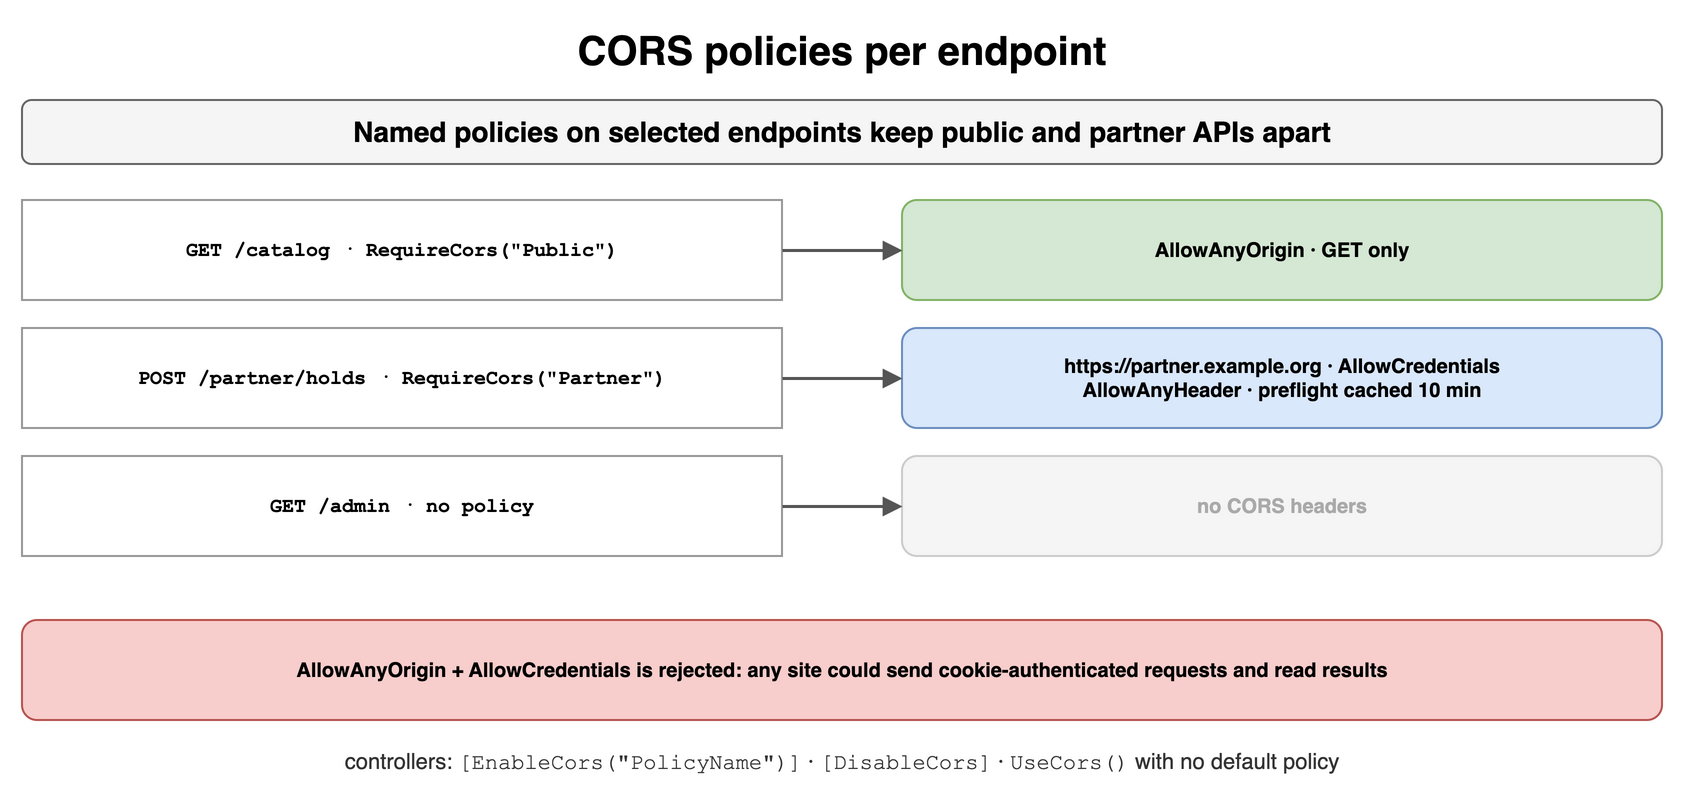 CORS policies per endpoint
Named policies on selected endpoints keep public and partner APIs apart
GET /catalog · RequireCors("Public")
AllowAnyOrigin · GET only
POST /partner/holds · RequireCors("Partner")
https://partner.example.org · AllowCredentials
AllowAnyHeader · preflight cached 10 min
GET /admin · no policy
no CORS headers
AllowAnyOrigin + AllowCredentials is rejected: any site could send cookie-authenticated requests and read results
controllers: [EnableCors("PolicyName")] · [DisableCors] · UseCors() with no default policy